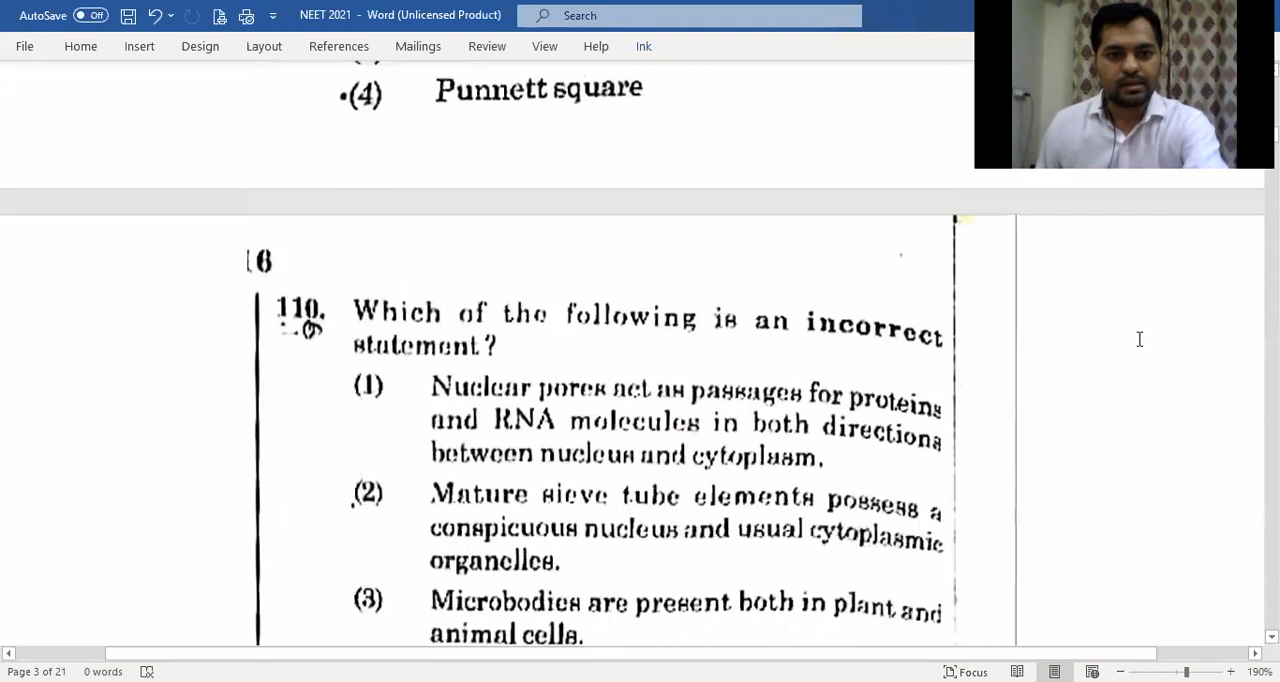 AutoSave Off NEET 2021 - Word (Unlicensed Product) Search
File Home Insert Design Layout References Mailings Review View Help Ink
(4) Punnett square
16
110. Which of the following is an incorrect
statement?
(1) Nuclear pores act as passages for proteins
and RNA molecules in both directions
between nucleus and cytoplasm.
(2) Mature sieve tube elements possess a
conspicuous nucleus and usual cytoplasmic
organelles.
(3) Microbodies are present both in plant and
animal cells.
Page 3 of 21 0 words Focus 190%